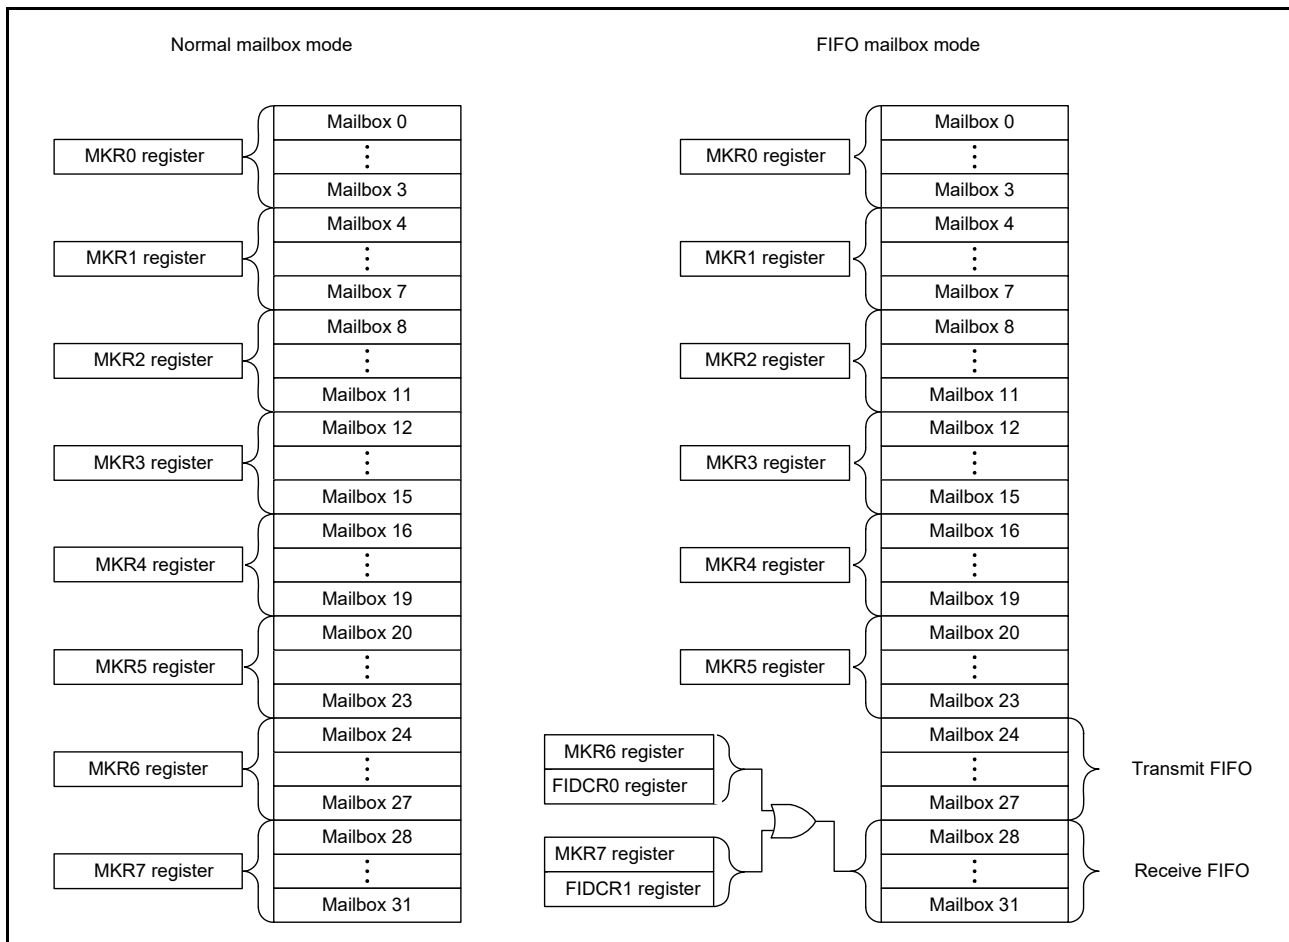 Normal mailbox mode
MKR0 register
Mailbox 0
Mailbox 3
MKR1 register
Mailbox 4
Mailbox 7
MKR2 register
Mailbox 8
Mailbox 11
MKR3 register
Mailbox 12
Mailbox 15
MKR4 register
Mailbox 16
Mailbox 19
MKR5 register
Mailbox 20
Mailbox 23
MKR6 register
Mailbox 24
Mailbox 27
MKR7 register
Mailbox 28
Mailbox 31
FIFO mailbox mode
MKR0 register
Mailbox 0
Mailbox 3
MKR1 register
Mailbox 4
Mailbox 7
MKR2 register
Mailbox 8
Mailbox 11
MKR3 register
Mailbox 12
Mailbox 15
MKR4 register
Mailbox 16
Mailbox 19
MKR5 register
Mailbox 20
Mailbox 23
MKR6 register
FIDCR0 register
Mailbox 24
Mailbox 27
Transmit FIFO
MKR7 register
FIDCR1 register
Mailbox 28
Mailbox 31
Receive FIFO